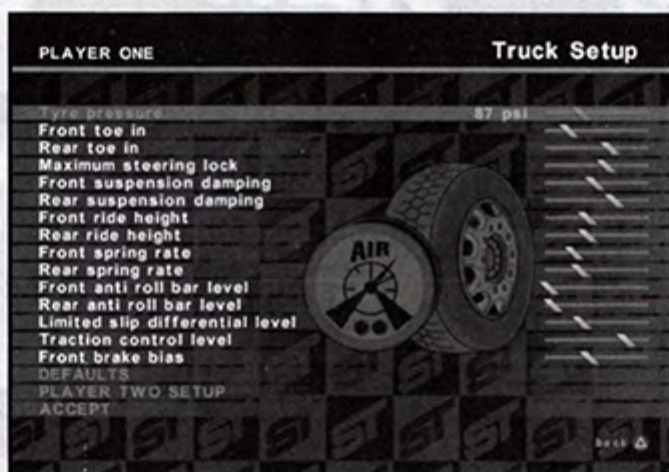 PLAYER ONE
Truck Setup
Tyre pressure 87 psi
Front toe in
Rear toe in
Maximum steering lock
Front suspension damping
Rear suspension damping
Front ride height
Rear ride height
Front spring rate
Rear spring rate
Front anti roll bar level
Rear anti roll bar level
Limited slip differential level
Traction control level
Front brake bias
DEFAULTS
PLAYER TWO SETUP
ACCEPT
AIR
ST
back